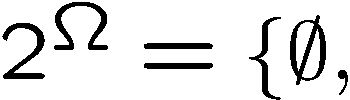 2^Ω = {∅,